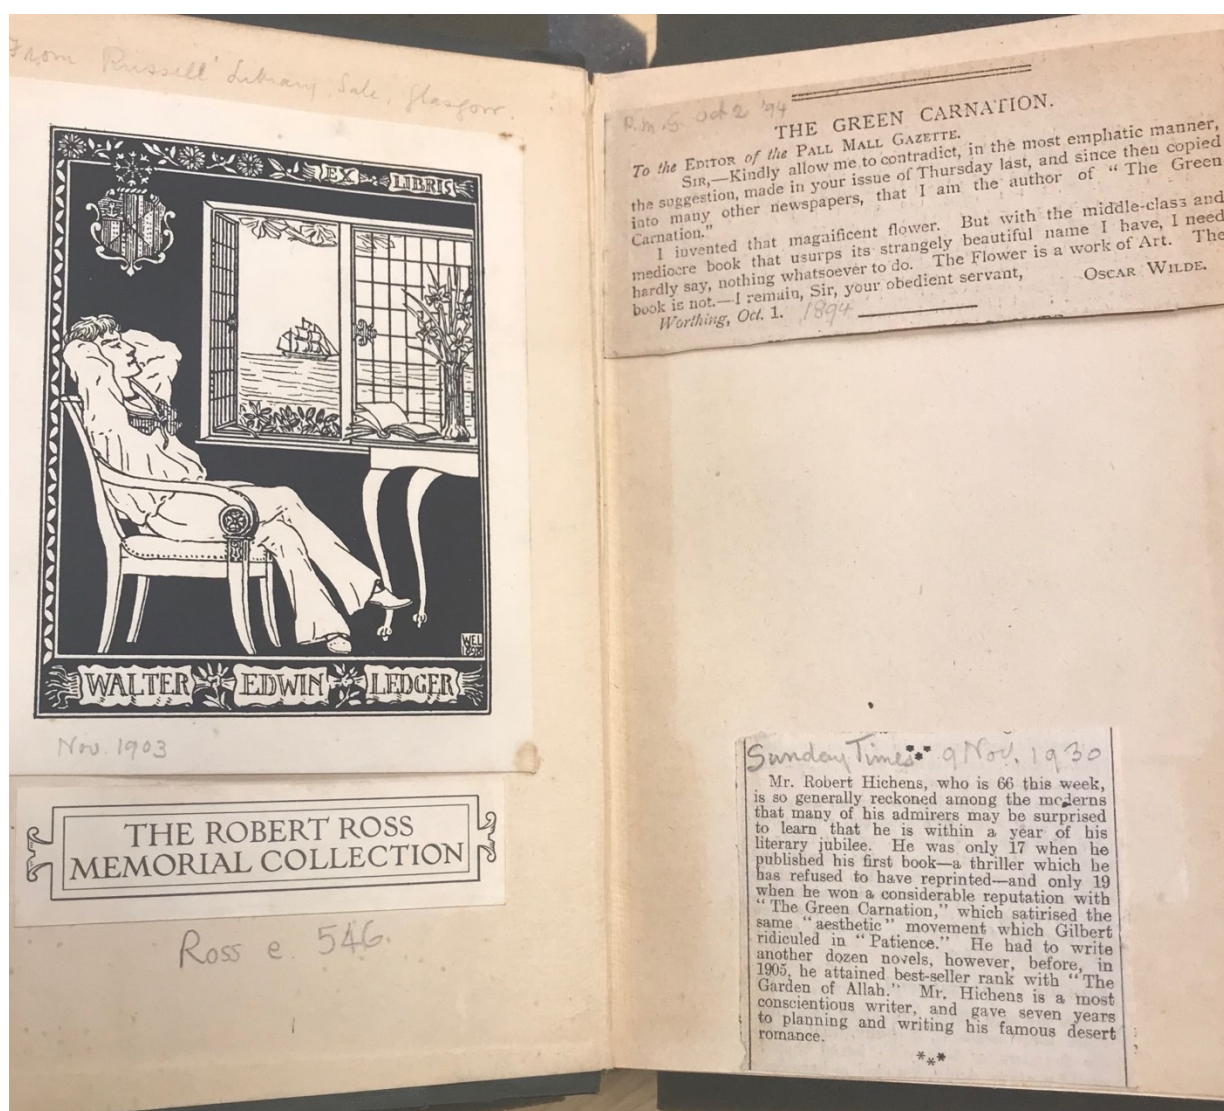 From Russell Library Sale, Glasgow.
EX LIBRIS
WEL
1898
WALTER EDWIN LEDGER
Nov. 1903
THE ROBERT ROSS
MEMORIAL COLLECTION
Ross e. 546.
P.M.G. Oct 2 '94
THE GREEN CARNATION.
To the EDITOR of the PALL MALL GAZETTE.
SIR,—Kindly allow me to contradict, in the most emphatic manner,
the suggestion, made in your issue of Thursday last, and since then copied
into many other newspapers, that I am the author of "The Green
Carnation."
I invented that magnificent flower. But with the middle-class and
mediocre book that usurps its strangely beautiful name I have, I need
hardly say, nothing whatsoever to do. The Flower is a work of Art. The
book is not.—I remain, Sir, your obedient servant, OSCAR WILDE.
Worthing, Oct. 1. 1894
Sunday Times 9 Nov. 1930
Mr. Robert Hichens, who is 66 this week,
is so generally reckoned among the moderns
that many of his admirers may be surprised
to learn that he is within a year of his
literary jubilee. He was only 17 when he
published his first book—a thriller which he
has refused to have reprinted—and only 19
when he won a considerable reputation with
"The Green Carnation," which satirised the
same "aesthetic" movement which Gilbert
ridiculed in "Patience." He had to write
another dozen novels, however, before, in
1905, he attained best-seller rank with "The
Garden of Allah." Mr. Hichens is a most
conscientious writer, and gave seven years
to planning and writing his famous desert
romance.